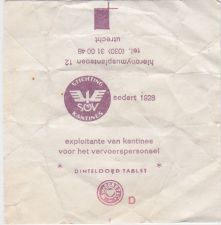 hieronymusplantsoen 12
tel. (030) 31 00 48
utrecht
STICHTING
SOV
KANTINES
sedert 1928
exploitante van kantines
voor het vervoerspersoneel
DINTELOORD TABLET
D